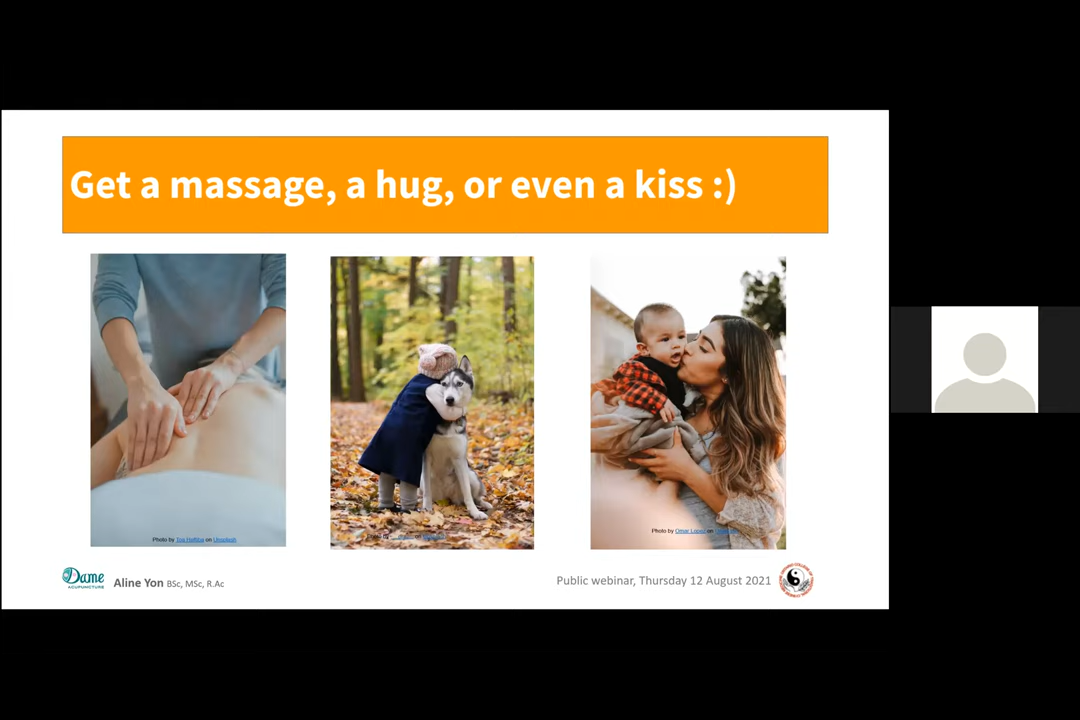 Get a massage, a hug, or even a kiss :)
Photo by Toa Heftiba on Unsplash
Photo by Omar Lopez on
Dame
ACUPUNCTURE
Aline Yon BSc, MSc, R.Ac
Public webinar, Thursday 12 August 2021